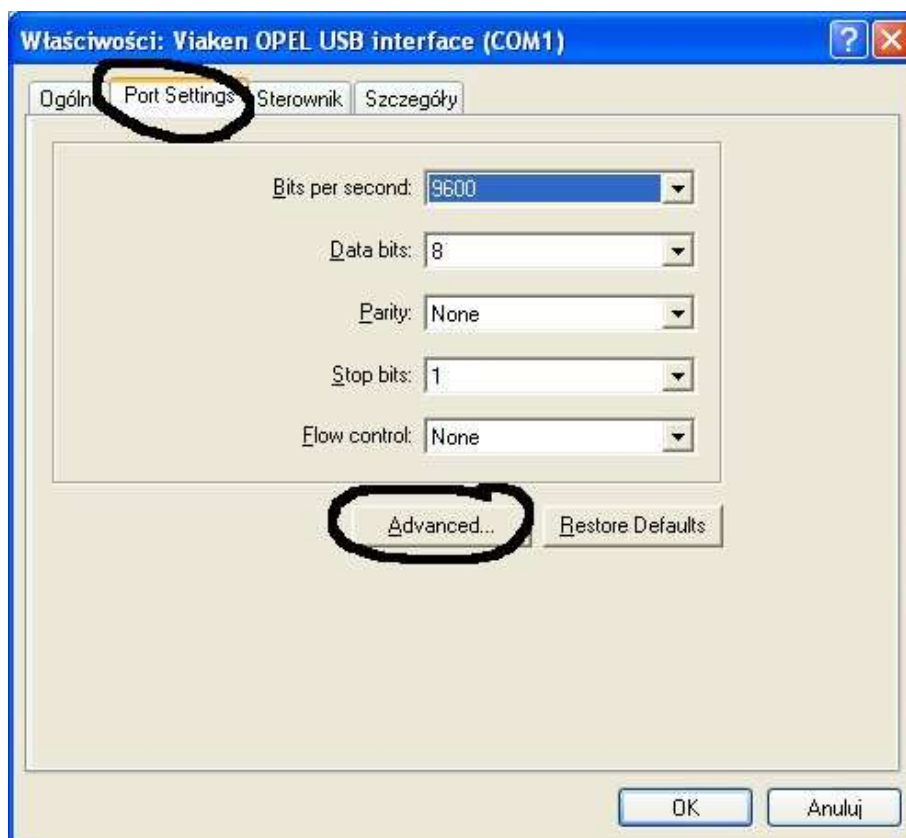 Właściwości: Viaken OPEL USB interface (COM1)
Port Settings Sterownik Szczegóły
Bits per second: 9600
Data bits: 8
Parity: None
Stop bits: 1
Flow control: None
Advanced... Restore Defaults
OK Anuluj